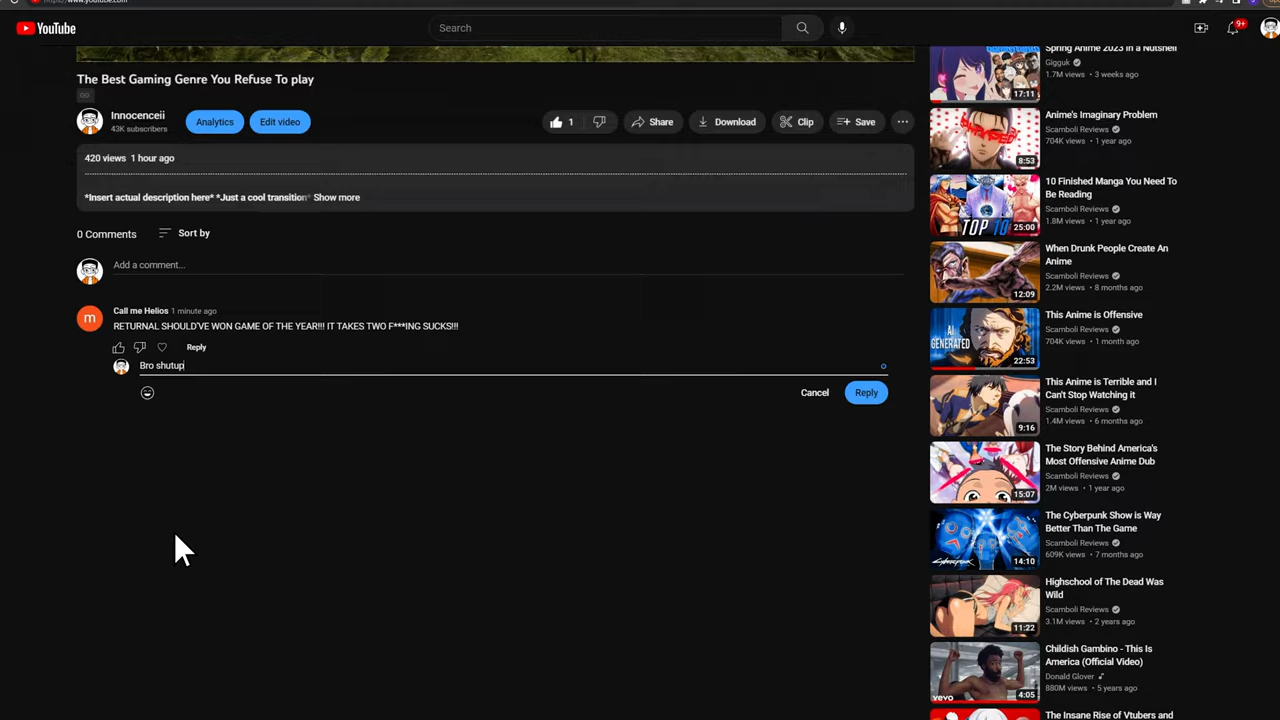 https://www.youtube.com
YouTube
Search
9+
The Best Gaming Genre You Refuse To play
Innocenceii
43K subscribers
Analytics
Edit video
1
Share
Download
Clip
Save
420 views 1 hour ago
*Insert actual description here* *Just a cool transition* Show more
0 Comments
Sort by
Add a comment...
m
Call me Helios 1 minute ago
RETURNAL SHOULD'VE WON GAME OF THE YEAR!!! IT TAKES TWO F***ING SUCKS!!!
Reply
Bro shutup
Cancel
Reply
Spring Anime 2023 in a Nutshell
Gigguk
1.7M views • 3 weeks ago
17:11
Anime's Imaginary Problem
Scamboli Reviews
704K views • 1 year ago
8:53
10 Finished Manga You Need To
Be Reading
Scamboli Reviews
1.8M views • 1 year ago
TOP 10
25:00
When Drunk People Create An
Anime
Scamboli Reviews
2.2M views • 8 months ago
12:09
This Anime is Offensive
Scamboli Reviews
704K views • 1 month ago
AI
GENERATED
22:53
This Anime is Terrible and I
Can't Stop Watching it
Scamboli Reviews
1.4M views • 6 months ago
9:16
The Story Behind America's
Most Offensive Anime Dub
Scamboli Reviews
2M views • 1 year ago
15:07
The Cyberpunk Show is Way
Better Than The Game
Scamboli Reviews
609K views • 7 months ago
14:10
Highschool of The Dead Was
Wild
Scamboli Reviews
3.1M views • 2 years ago
11:22
Childish Gambino - This Is
America (Official Video)
Donald Glover
880M views • 5 years ago
vevo
4:05
The Insane Rise of Vtubers and